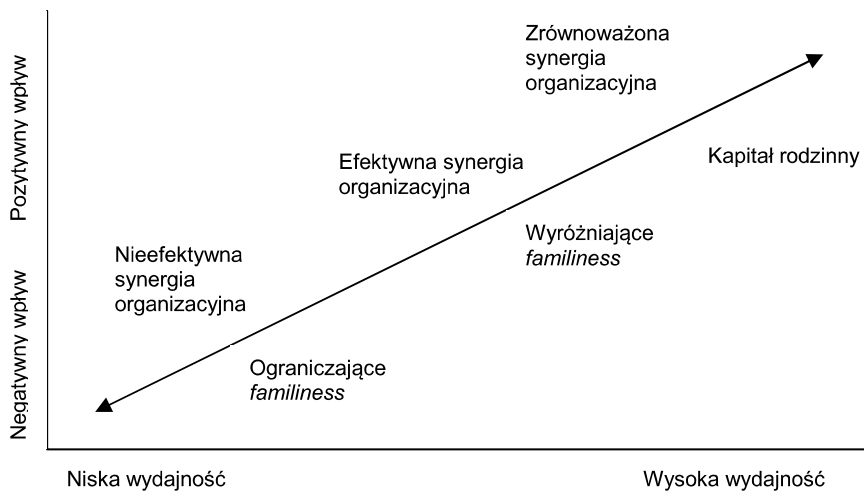 Zrównoważona
synergia
organizacyjna
Pozytywny wpływ
Efektywna synergia
organizacyjna
Kapitał rodzinny
Wyróżniające
familiness
Nieefektywna
synergia
organizacyjna
Negatywny wpływ
Ograniczające
familiness
Niska wydajność
Wysoka wydajność